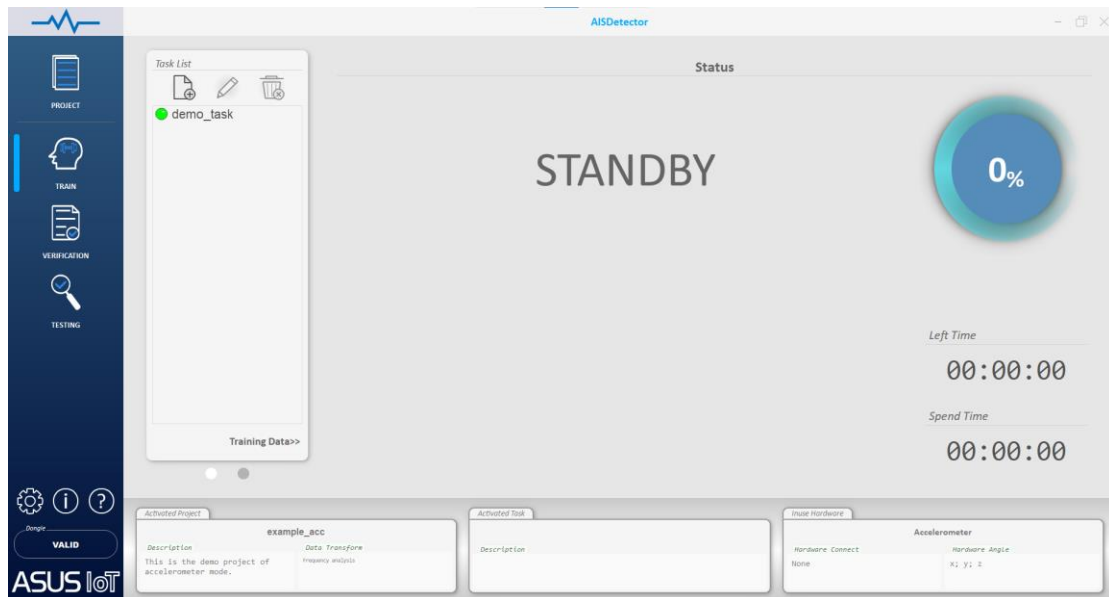 AISDetector
PROJECT
TRAIN
VERIFICATION
TESTING
Dongle
VALID
ASUS IoT
Task List
demo_task
Training Data>>
Status
STANDBY
0%
Left Time
00:00:00
Spend Time
00:00:00
Activated Project
example_acc
Description
This is the demo project of
accelerometer mode.
Data Transform
Frequency analysis
Activated Task
Description
Inuse Hardware
Accelerometer
Hardware Connect
None
Hardware Angle
x; y; z